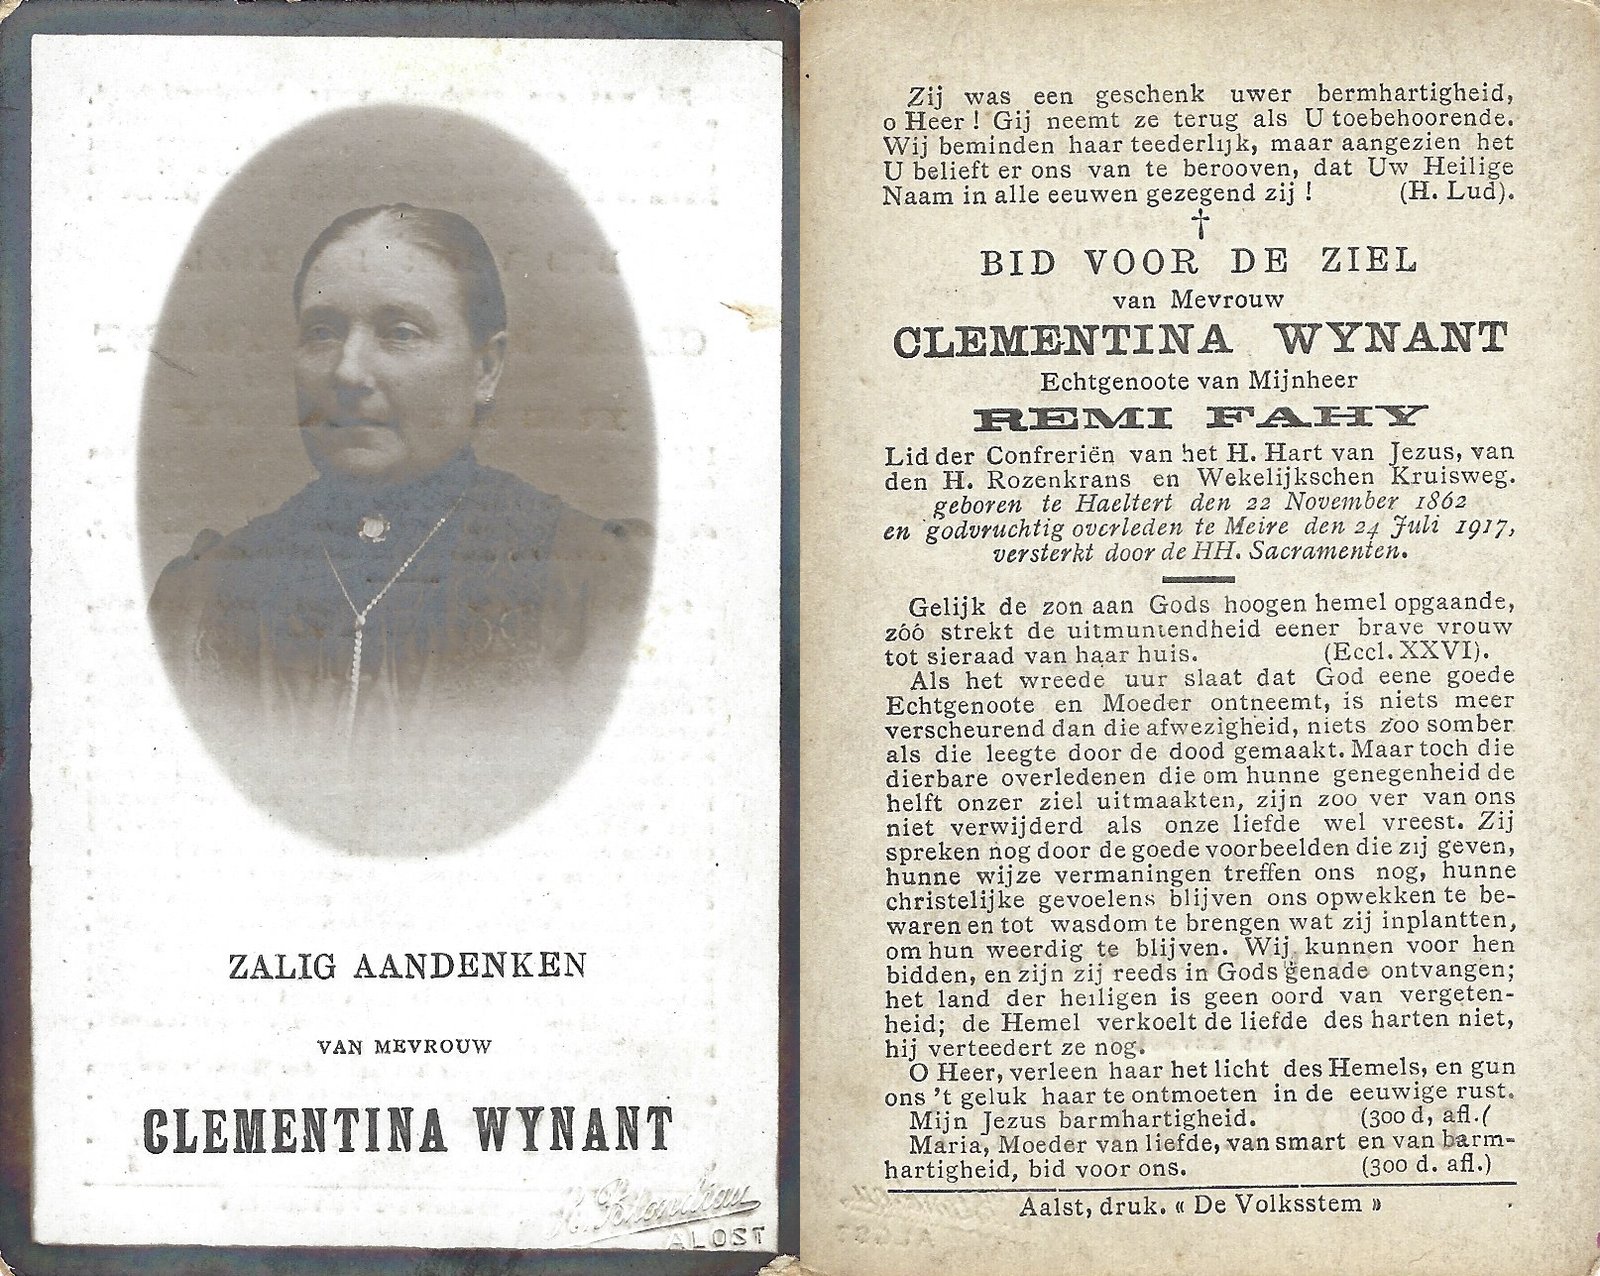 ZALIG AANDENKEN
VAN MEVROUW
CLEMENTINA WYNANT
ALOST
Zij was een geschenk uwer bermhartigheid,
o Heer ! Gij neemt ze terug als U toebehoorende.
Wij beminden haar teederlijk, maar aangezien het
U belieft er ons van te berooven, dat Uw Heilige
Naam in alle eeuwen gezegend zij ! (H. Lud).
†
BID VOOR DE ZIEL
van Mevrouw
CLEMENTINA WYNANT
Echtgenoote van Mijnheer
REMI FAHY
Lid der Confreriën van het H. Hart van Jezus, van
den H. Rozenkrans en Wekelijkschen Kruisweg.
geboren te Haeltert den 22 November 1862
en godvruchtig overleden te Meire den 24 Juli 1917,
versterkt door de HH. Sacramenten.
Gelijk de zon aan Gods hoogen hemel opgaande,
zóó strekt de uitmuntendheid eener brave vrouw
tot sieraad van haar huis. (Eccl. XXVI).
Als het wreede uur slaat dat God eene goede
Echtgenoote en Moeder ontneemt, is niets meer
verscheurend dan die afwezigheid, niets zoo somber
als die leegte door de dood gemaakt. Maar toch die
dierbare overledenen die om hunne genegenheid de
helft onzer ziel uitmaakten, zijn zoo ver van ons
niet verwijderd als onze liefde wel vreest. Zij
spreken nog door de goede voorbeelden die zij geven,
hunne wijze vermaningen treffen ons nog, hunne
christelijke gevoelens blijven ons opwekken te be-
waren en tot wasdom te brengen wat zij inplantten,
om hun weerdig te blijven. Wij kunnen voor hen
bidden, en zijn zij reeds in Gods genade ontvangen;
het land der heiligen is geen oord van vergeten-
heid; de Hemel verkoelt de liefde des harten niet,
hij verteedert ze nog.
O Heer, verleen haar het licht des Hemels, en gun
ons 't geluk haar te ontmoeten in de eeuwige rust.
Mijn Jezus barmhartigheid. (300 d, afl.(
Maria, Moeder van liefde, van smart en van barm-
hartigheid, bid voor ons. (300 d. afl.)
Aalst, druk. « De Volksstem »